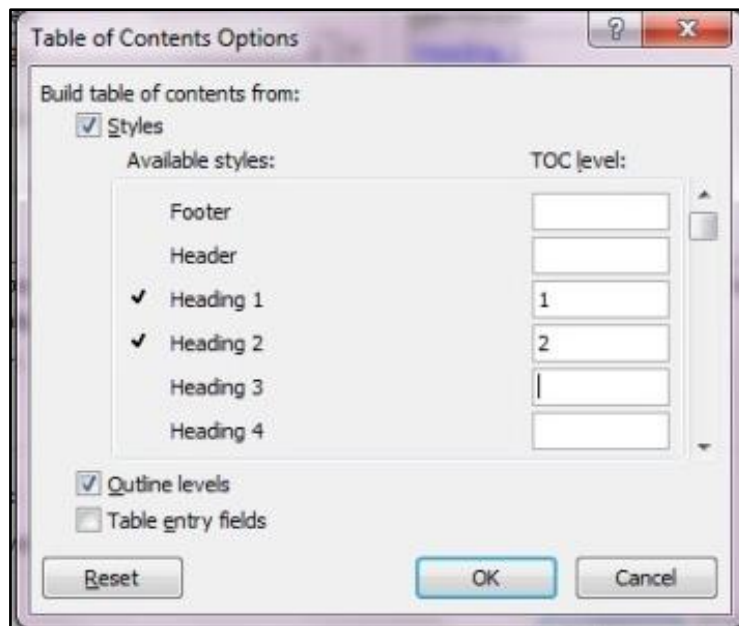 Table of Contents Options
Build table of contents from:
Styles
Available styles: TOC level:
Footer
Header
Heading 1 1
Heading 2 2
Heading 3
Heading 4
Outline levels
Table entry fields
Reset OK Cancel